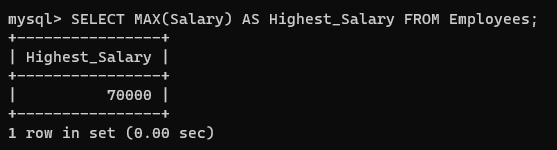 mysql> SELECT MAX(Salary) AS Highest_Salary FROM Employees;
+----------------+
| Highest_Salary |
+----------------+
|          70000 |
+----------------+
1 row in set (0.00 sec)